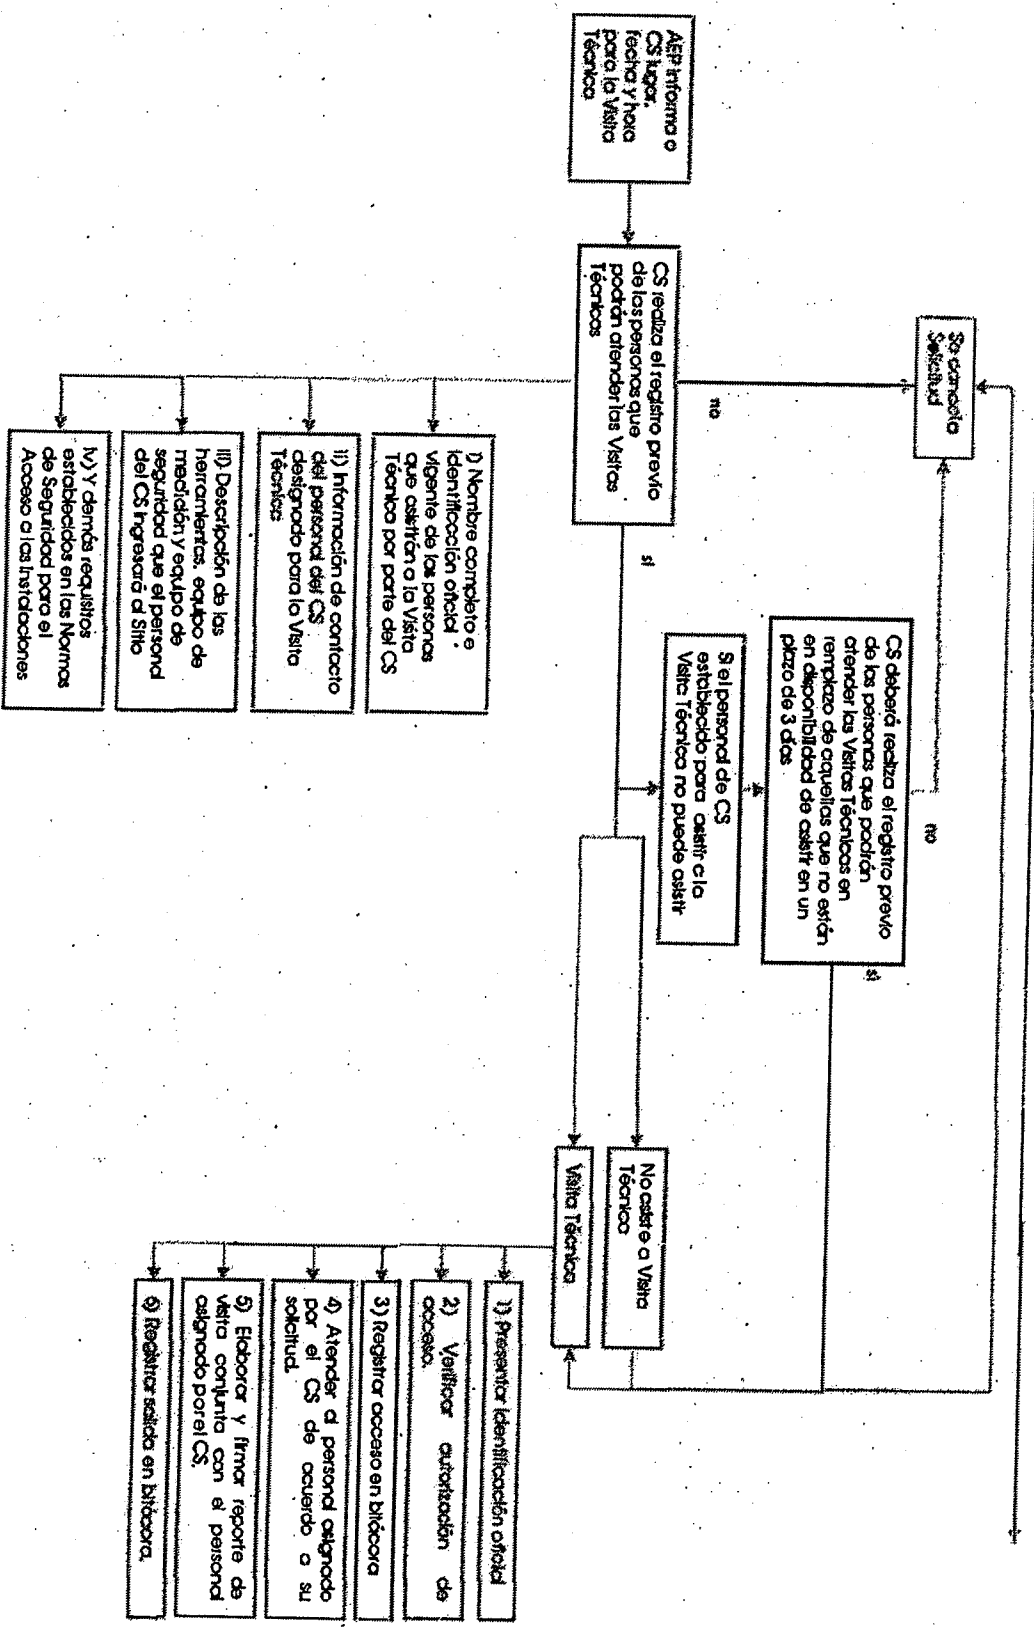 AEP informa a
CS lugar,
fecha y hora
para la Visita
Técnica
CS realiza el registro previo
de las personas que
podrán atender las Visitas
Técnicas
Se cancela
Solicitud
no
si
i) Nombre completo e
identificación oficial
vigente de las personas
que asistirán a la Visita
Técnica por parte del CS
ii) Información de contacto
del personal del CS
designado para la Visita
Técnica
iii) Descripción de las
herramientas, equipo de
medición y equipo de
seguridad que el personal
del CS ingresará al Sitio
iv) Y demás requisitos
establecidos en las Normas
de Seguridad para el
Acceso a las Instalaciones
CS deberá realiza el registro previo
de las personas que podrán
atender las Visitas Técnicas en
remplazo de aquellas que no están
en disponibilidad de asistir en un
plazo de 3 días
no
si
Si el personal de CS
establecido para asistir a la
Visita Técnica no puede asistir
No asiste a Visita
Técnica
Visita Técnica
1) Presentar identificación oficial
2) Verificar autorización de
acceso.
3) Registrar acceso en bitácora
4) Atender al personal asignado
por el CS de acuerdo a su
solicitud.
5) Elaborar y firmar reporte de
visita conjunta con el personal
asignado por el CS.
6) Registrar salida en bitácora.